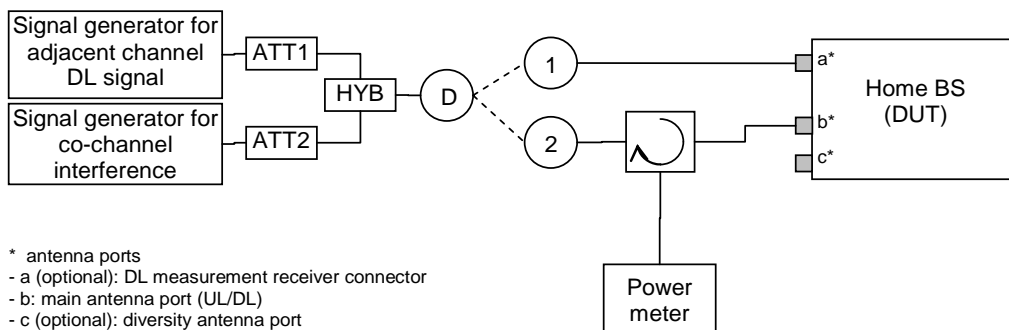 Signal generator for
adjacent channel
DL signal
ATT1
HYB
Signal generator for
co-channel
interference
ATT2
D
1
2
a*
b*
c*
Home BS
(DUT)
Power
meter
* antenna ports
- a (optional): DL measurement receiver connector
- b: main antenna port (UL/DL)
- c (optional): diversity antenna port